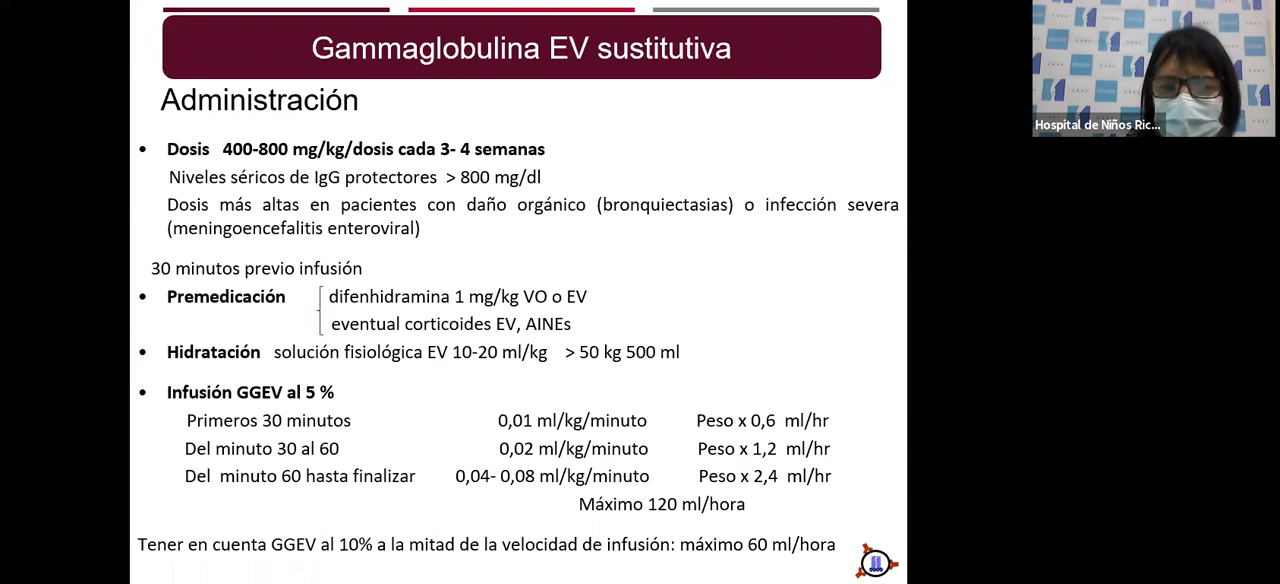 Gammaglobulina EV sustitutiva
Administración
• Dosis 400-800 mg/kg/dosis cada 3- 4 semanas
Niveles séricos de IgG protectores > 800 mg/dl
Dosis más altas en pacientes con daño orgánico (bronquiectasias) o infección severa
(meningoencefalitis enteroviral)
30 minutos previo infusión
• Premedicación difenhidramina 1 mg/kg VO o EV
eventual corticoides EV, AINEs
• Hidratación solución fisiológica EV 10-20 ml/kg > 50 kg 500 ml
• Infusión GGEV al 5 %
Primeros 30 minutos 0,01 ml/kg/minuto Peso x 0,6 ml/hr
Del minuto 30 al 60 0,02 ml/kg/minuto Peso x 1,2 ml/hr
Del minuto 60 hasta finalizar 0,04- 0,08 ml/kg/minuto Peso x 2,4 ml/hr
Máximo 120 ml/hora
Tener en cuenta GGEV al 10% a la mitad de la velocidad de infusión: máximo 60 ml/hora
Hospital de Niños Ric...